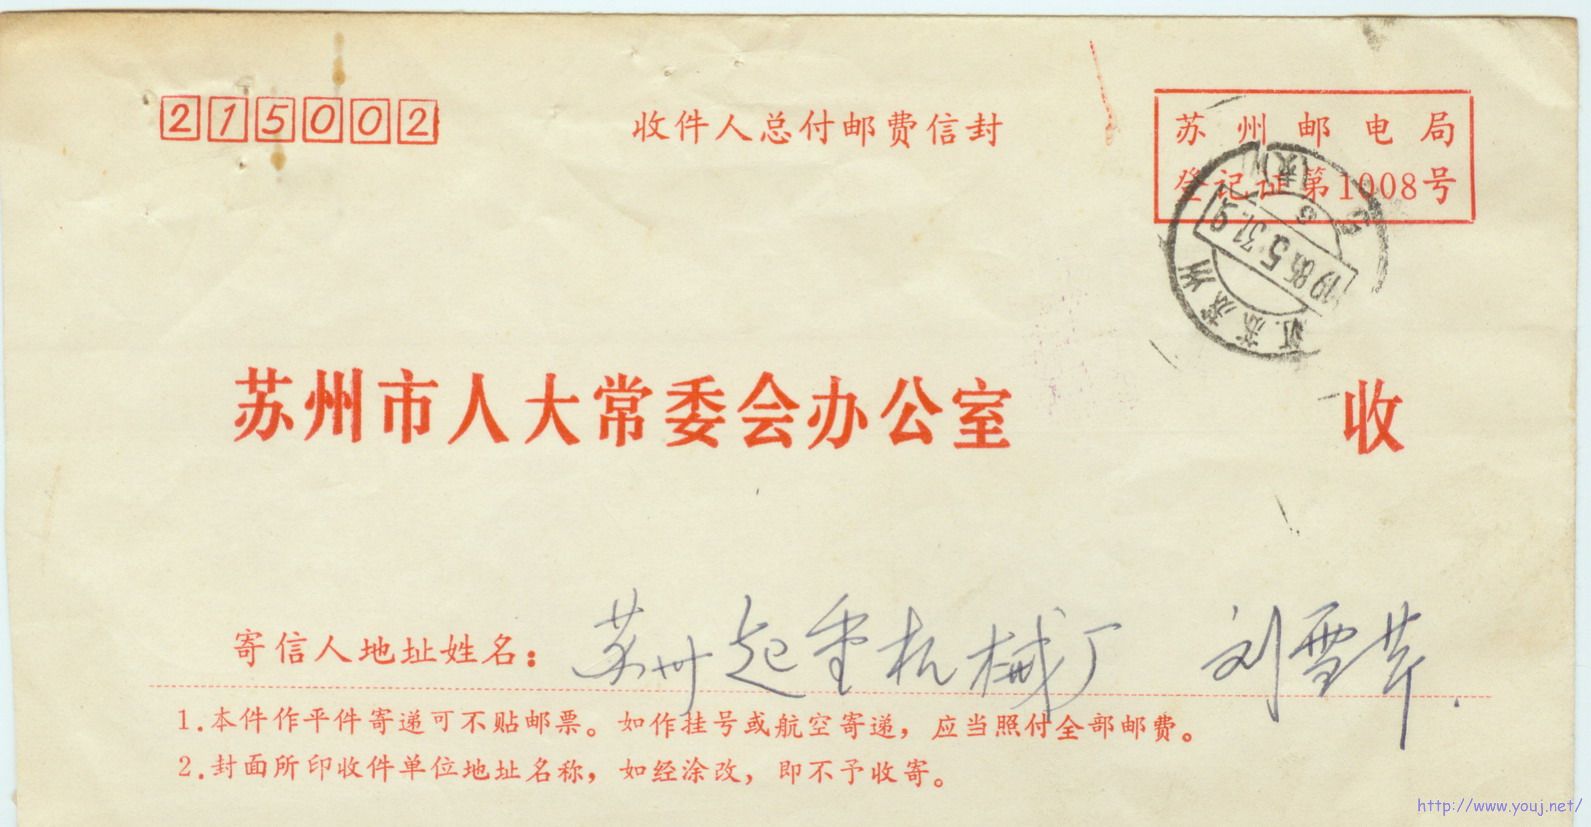 215002
收件人总付邮费信封
苏州邮电局
登记证第1008号
江苏苏州
1986.5.31.9
苏州市人大常委会办公室 收
寄信人地址姓名：苏州起重机械厂 刘雪芹.
1.本件作平件寄递可不贴邮票。如作挂号或航空寄递，应当照付全部邮费。
2.封面所印收件单位地址名称，如经涂改，即不予收寄。
http://www.youj.net/